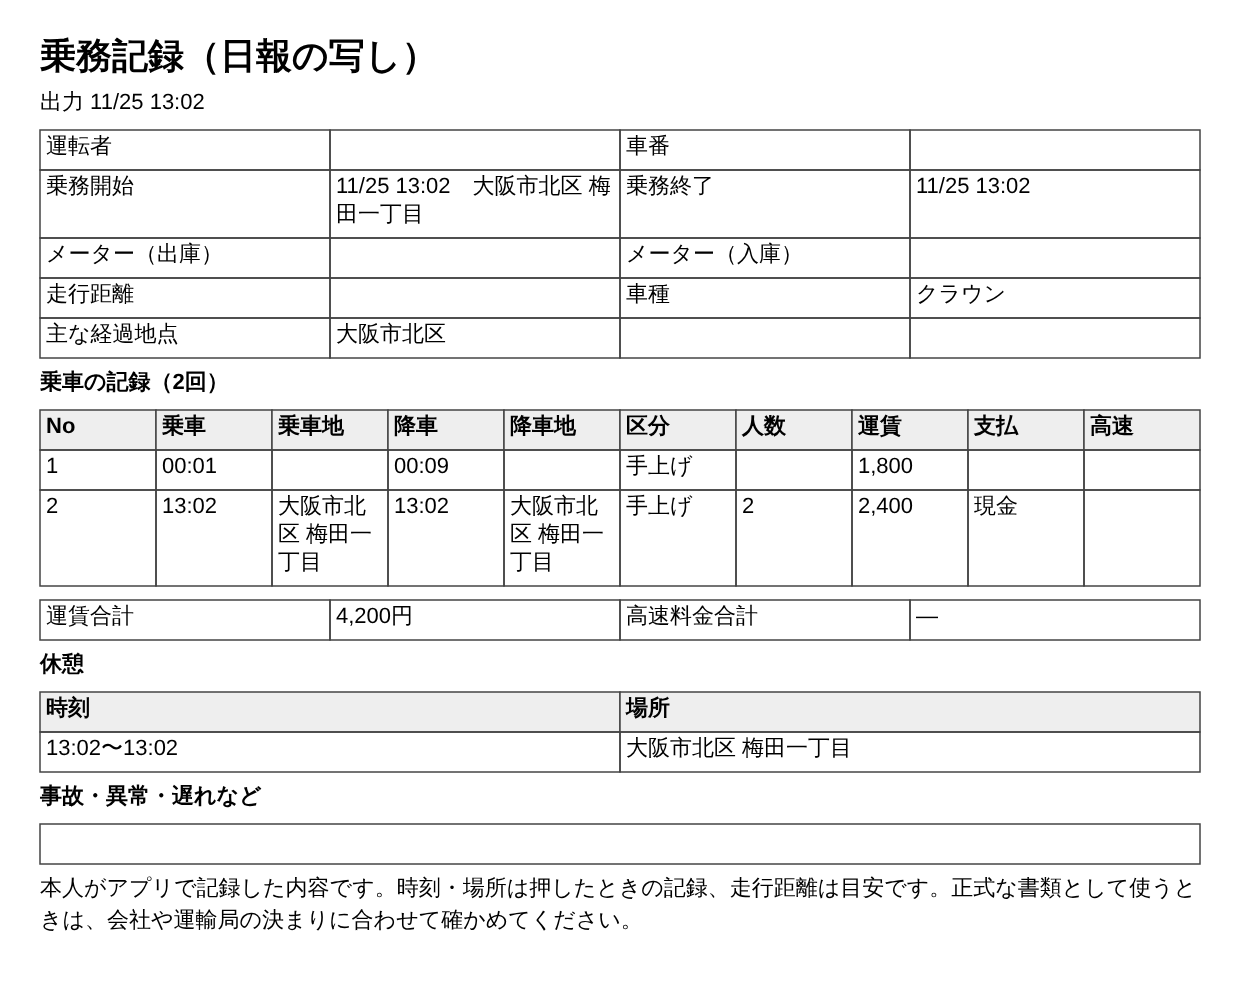 乗務記録（日報の写し）
出力 11/25 13:02
運転者 車番
乗務開始 11/25 13:02　大阪市北区 梅田一丁目 乗務終了 11/25 13:02
メーター（出庫） メーター（入庫）
走行距離 車種 クラウン
主な経過地点 大阪市北区
乗車の記録（2回）
No 乗車 乗車地 降車 降車地 区分 人数 運賃 支払 高速
1 00:01 00:09 手上げ 1,800
2 13:02 大阪市北区 梅田一丁目 13:02 大阪市北区 梅田一丁目 手上げ 2 2,400 現金
運賃合計 4,200円 高速料金合計 —
休憩
時刻 場所
13:02〜13:02 大阪市北区 梅田一丁目
事故・異常・遅れなど
本人がアプリで記録した内容です。時刻・場所は押したときの記録、走行距離は目安です。正式な書類として使うと
きは、会社や運輸局の決まりに合わせて確かめてください。